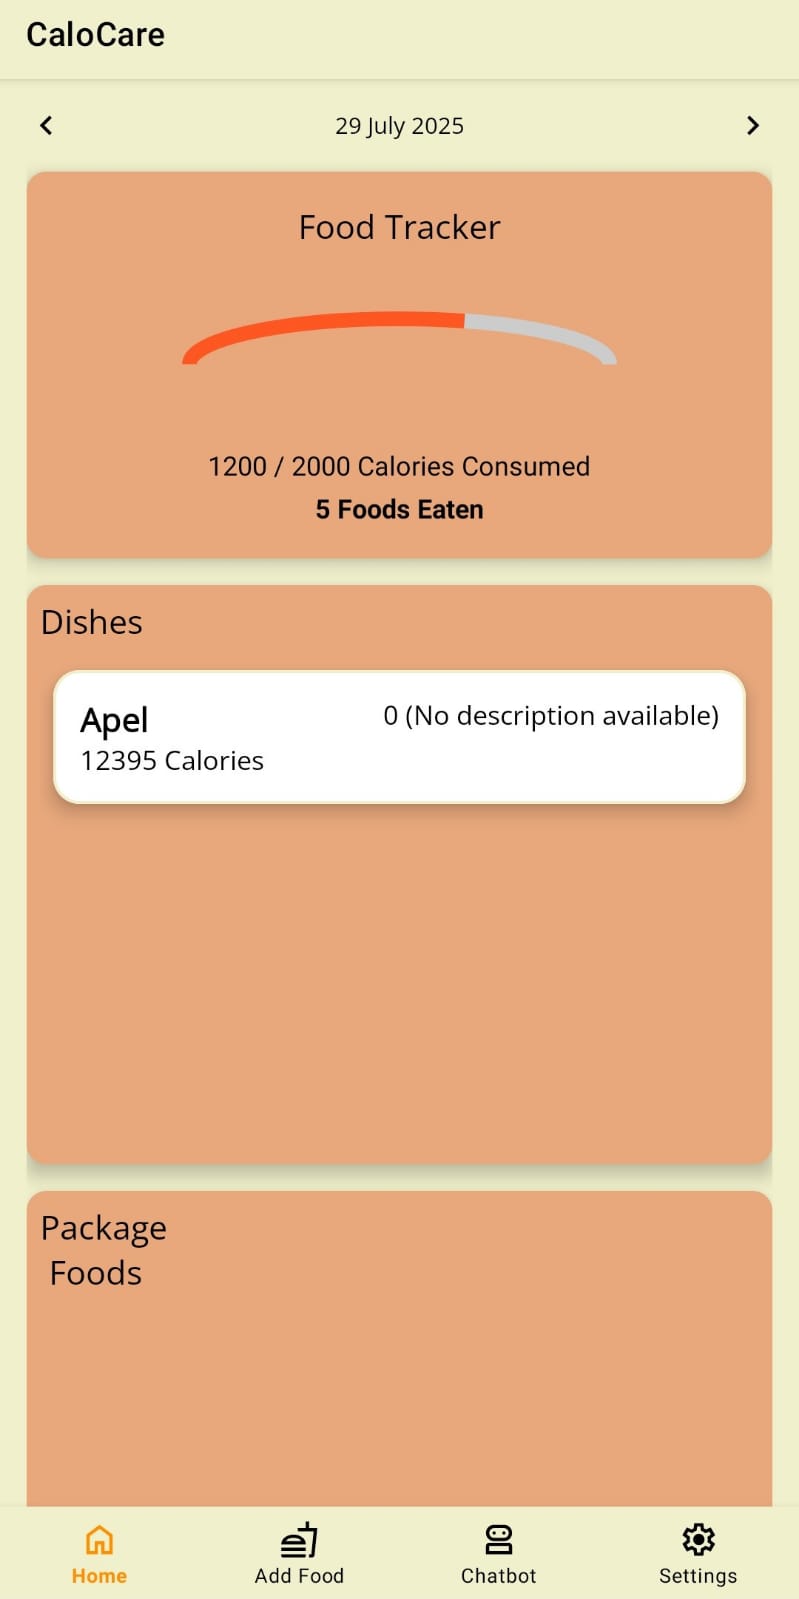 CaloCare
29 July 2025
Food Tracker
1200 / 2000 Calories Consumed
5 Foods Eaten
Dishes
Apel
0 (No description available)
12395 Calories
Package
Foods
Home
Add Food
Chatbot
Settings